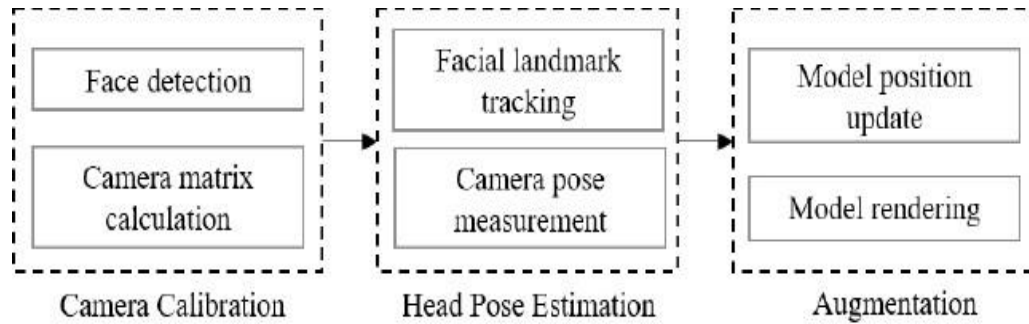 Face detection
Camera matrix
calculation
Camera Calibration
Facial landmark
tracking
Camera pose
measurement
Head Pose Estimation
Model position
update
Model rendering
Augmentation